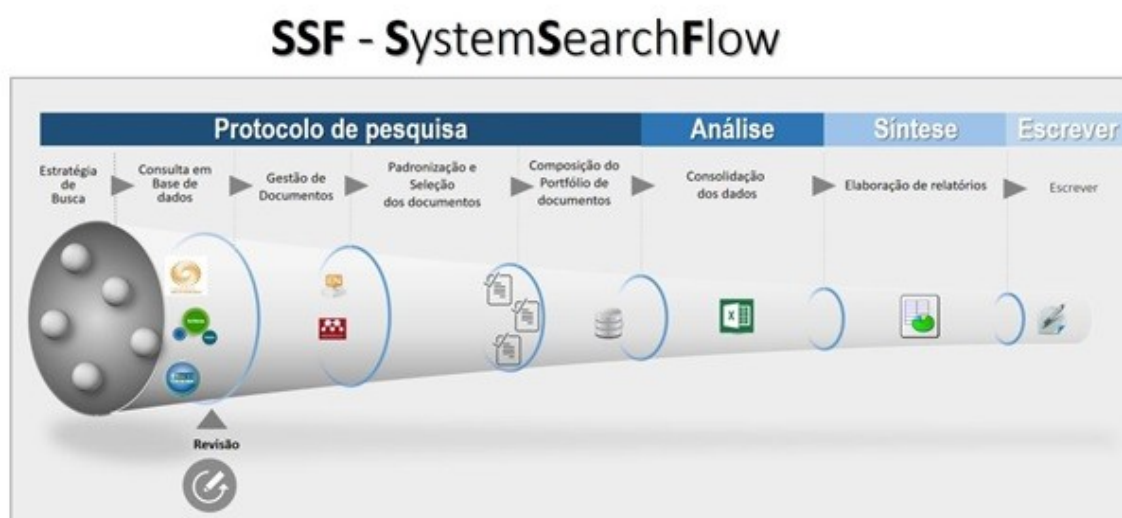 SSF - SystemSearchFlow
Protocolo de pesquisa
Análise
Síntese
Escrever
Estratégia
de
Busca
Consulta em
Base de
dados
Gestão de
Documentos
Padronização e
Seleção
dos documentos
Composição do
Portfólio de
documentos
Consolidação
dos dados
Elaboração de relatórios
Escrever
Revisão